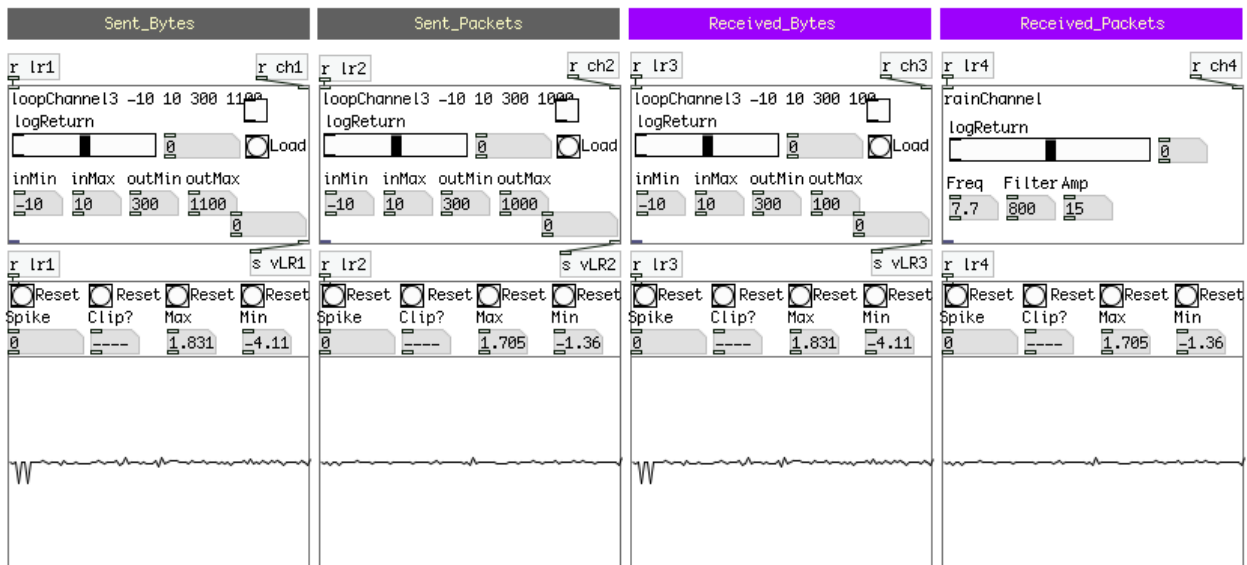 Sent_Bytes
Sent_Packets
Received_Bytes
Received_Packets
r lr1
r ch1
r lr2
r ch2
r lr3
r ch3
r lr4
r ch4
loopChannel3 -10 10 300 1100
loopChannel3 -10 10 300 1000
loopChannel3 -10 10 300 100
rainChannel
logReturn
logReturn
logReturn
logReturn
0
Load
0
Load
0
Load
0
inMin inMax outMin outMax
inMin inMax outMin outMax
inMin inMax outMin outMax
Freq Filter Amp
-10 10 300 1100
-10 10 300 1000
-10 10 300 100
7.7 800 15
0
0
0
r lr1
s vLR1
r lr2
s vLR2
r lr3
s vLR3
r lr4
Reset Reset Reset Reset
Reset Reset Reset Reset
Reset Reset Reset Reset
Reset Reset Reset Reset
Spike Clip? Max Min
Spike Clip? Max Min
Spike Clip? Max Min
Spike Clip? Max Min
0 ---- 1.831 -4.11
0 ---- 1.705 -1.36
0 ---- 1.831 -4.11
0 ---- 1.705 -1.36